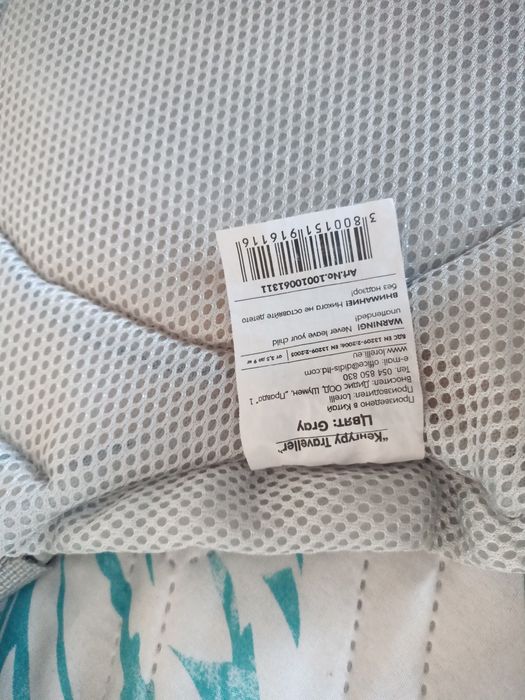 "Кенгуру Traveller"
Цвят: Gray
Произведено в Китай
Производител: Lorelli
Вносител: Дидис ООД, Шумен, „Провадо“ 1
Тел. 054 850 830
e-mail: office@didis-ltd.com
www.lorelli.eu
БДС EN 13209-2:2006, EN 13209-2:2005 от 3,5 до 9 кг
WARNING! Never leave your child
unattended!
ВНИМАНИЕ! Никога не оставяйте детето
без надзор!
Art.No.10010061311
3800151916116